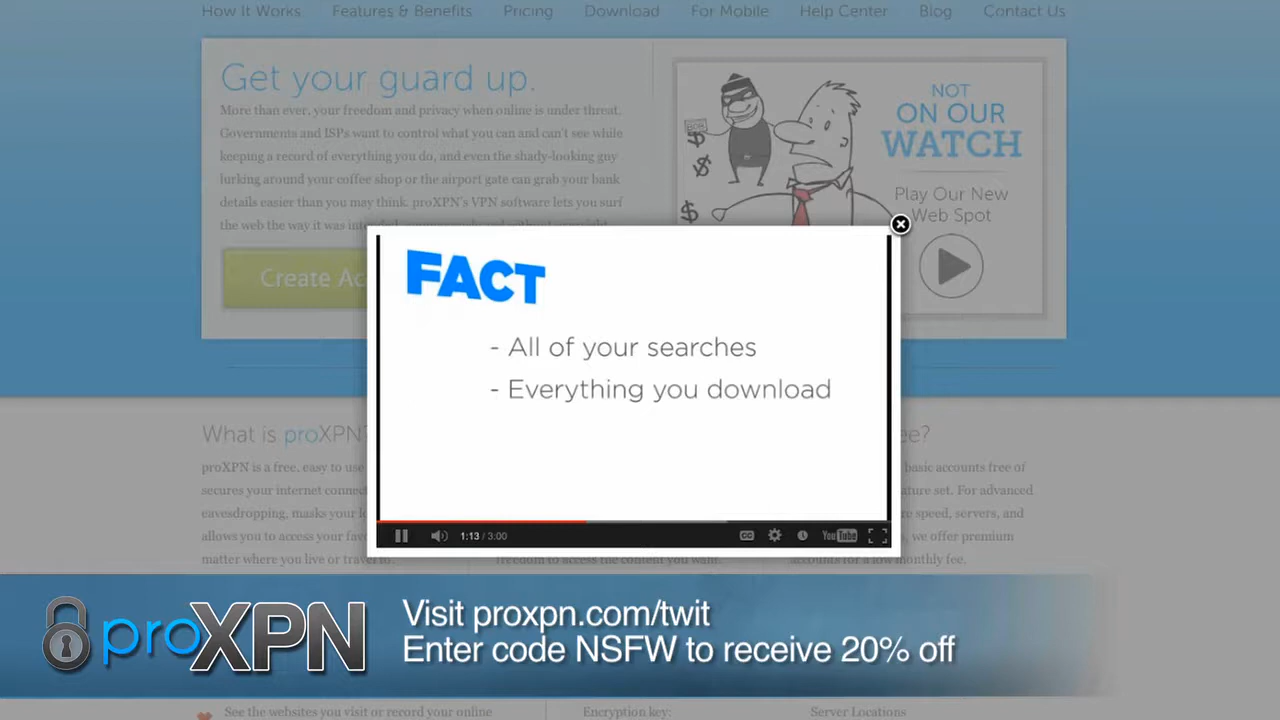 How It Works Features & Benefits Pricing Download For Mobile Help Center Blog Contact Us
Get your guard up.
More than ever, your freedom and privacy when online is under threat.
Governments and ISPs want to control what you can and can't see while
keeping a record of everything you do, and even the shady-looking guy
lurking around your coffee shop or the airport gate can grab your bank
details easier than you may think. proXPN's VPN software lets you surf
the web the way it was
Create
NOT
ON OUR
WATCH
Play Our New
Web Spot
FACT
- All of your searches
- Everything you download
1:13 / 3:00
CC
YouTube
What is proXPN?
proXPN is a free, easy to use
secures your internet
eavesdropping, masks your
allows you to access your
matter where you live or travel to.
freedom to access the content you want.
basic accounts free of
set. For advanced
speed, servers, and
we offer premium
accounts for a low monthly fee.
proXPN
Visit proxpn.com/twit
Enter code NSFW to receive 20% off
See the websites you visit or record your online
Encryption key:
Server Locations